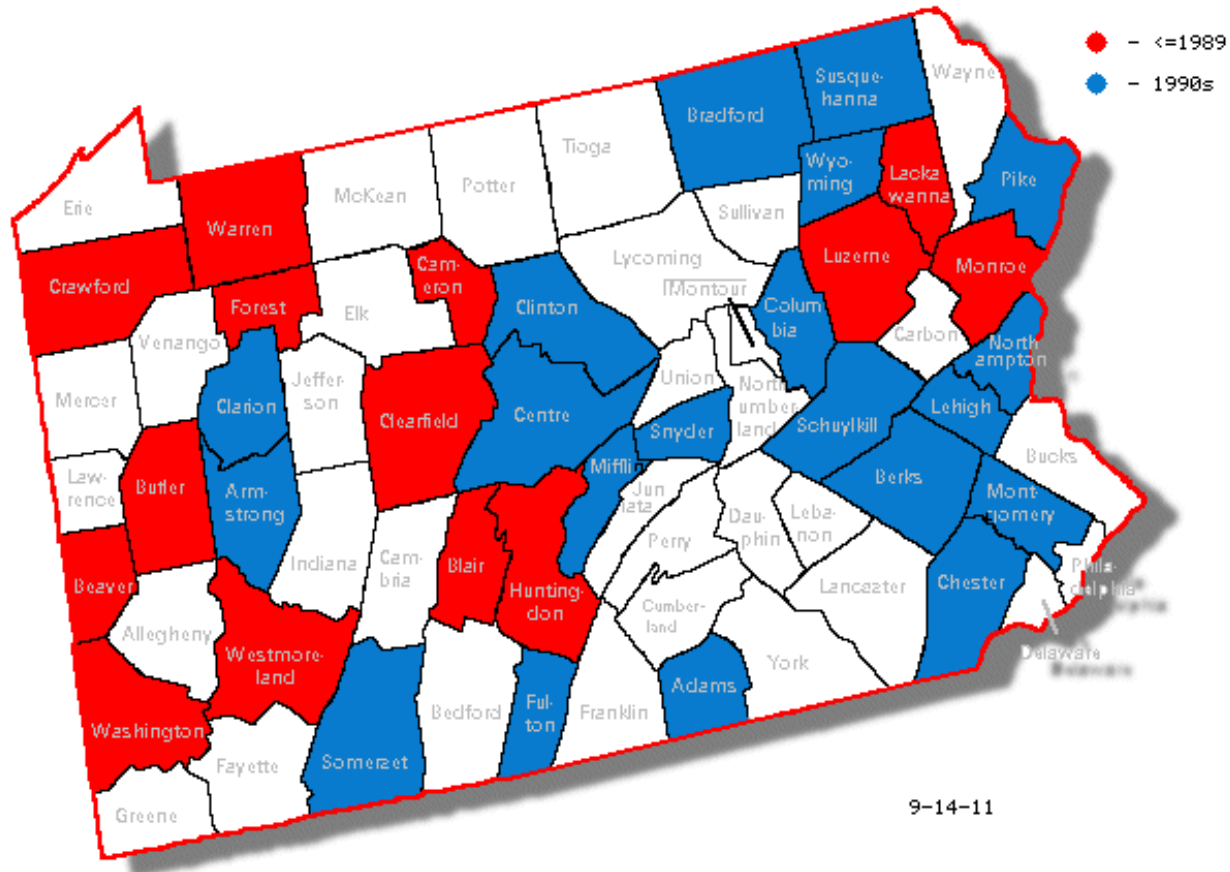 - <=1989
- 1990s
Wayne
Susque-
hanna
Bradford
Tioga
Potter
McKean
Erie
Warren
Crawford
Wyo-
ming
Lacka
wanna
Pike
Sullivan
Lycoming
Montour
Luzerne
Monroe
Cam-
eron
Clinton
Forest
Elk
Venango
Colum
bia
Carbon
North
ampton
Mercer
Clarion
Jeffer-
son
Clearfield
Centre
Union
North
umber
land
Snyder
Schuylkill
Lehigh
Bucks
Law-
rence
Butler
Arm-
strong
Mifflin
Jun
iata
Berks
Mont-
gomery
Indiana
Cam-
bria
Blair
Hunting-
don
Perry
Dau-
phin
Leba-
non
Lancaster
Chester
Phila-
delphia
Beaver
Allegheny
Westmore-
land
Cumber-
land
York
Delaware
Washington
Fayette
Somerset
Bedford
Ful-
ton
Franklin
Adams
Greene
9-14-11